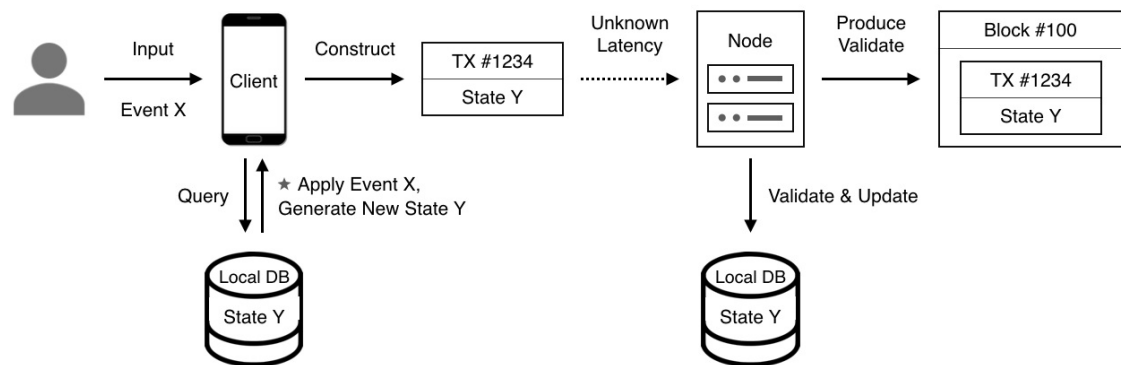 Input
Event X
Client
Construct
TX #1234
State Y
Unknown
Latency
Node
Produce
Validate
Block #100
TX #1234
State Y
Query
★ Apply Event X,
Generate New State Y
Validate & Update
Local DB
State Y
Local DB
State Y